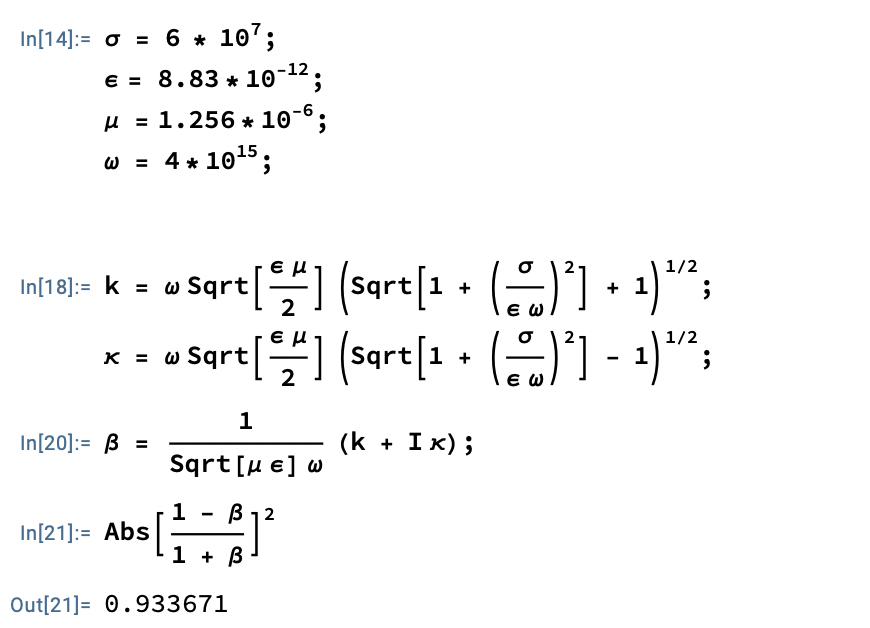 In[14]:= σ = 6 * 10^7;
ϵ = 8.83 * 10^-12;
μ = 1.256 * 10^-6;
ω = 4 * 10^15;
In[18]:= k = ω Sqrt[(ϵ μ)/2] (Sqrt[1 + (σ/(ϵ ω))^2] + 1)^1/2;
κ = ω Sqrt[(ϵ μ)/2] (Sqrt[1 + (σ/(ϵ ω))^2] - 1)^1/2;
In[20]:= β = 1/(Sqrt[μ ϵ] ω) (k + I κ);
In[21]:= Abs[(1 - β)/(1 + β)]^2
Out[21]= 0.933671